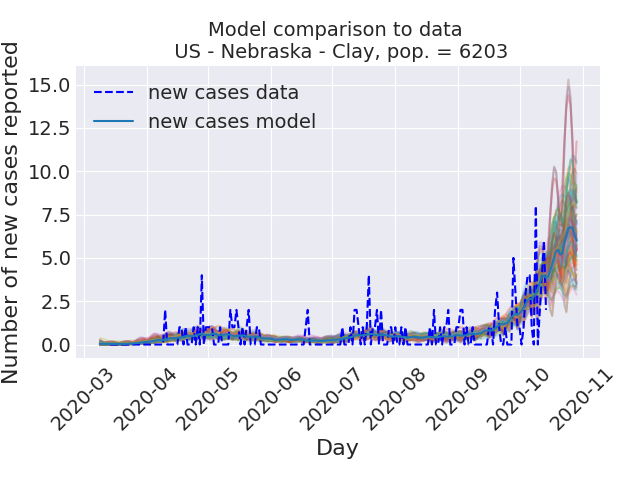 Model comparison to data
US - Nebraska - Clay, pop. = 6203
Number of new cases reported
15.0
12.5
10.0
7.5
5.0
2.5
0.0
new cases data
new cases model
2020-03
2020-04
2020-05
2020-06
2020-07
2020-08
2020-09
2020-10
2020-11
Day